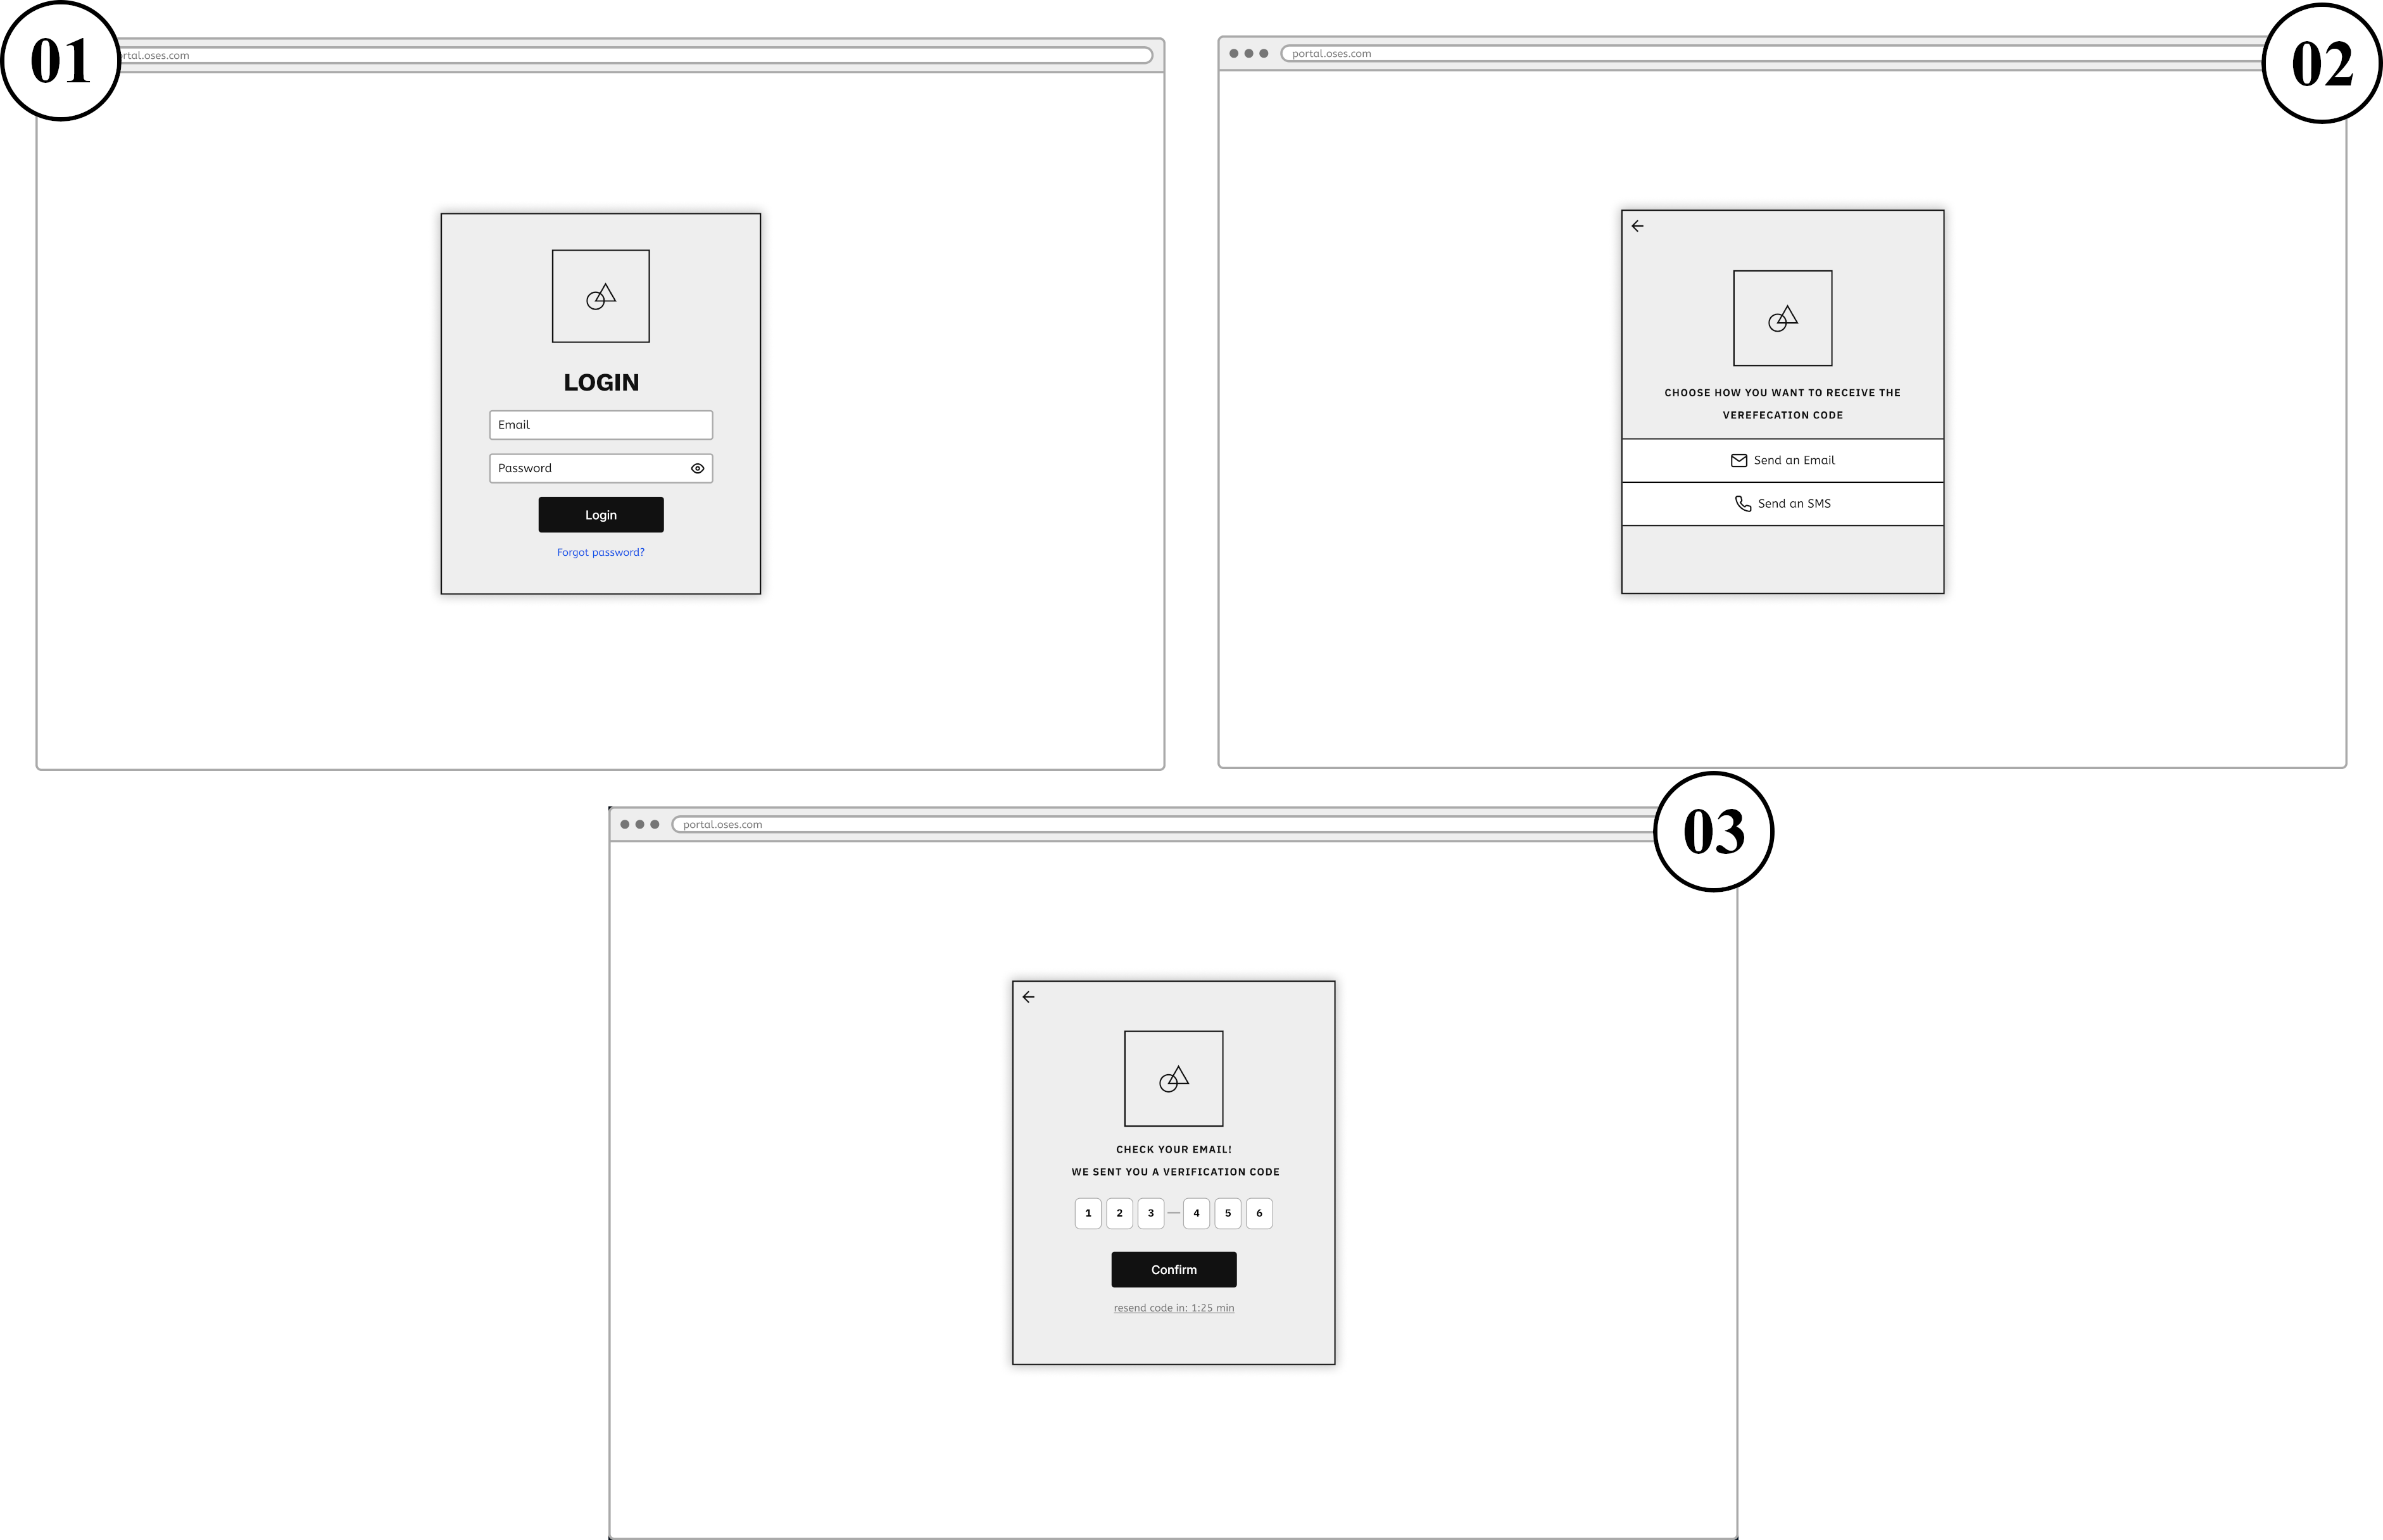 01
rtal.oses.com
LOGIN
Email
Password
Login
Forgot password?
02
portal.oses.com
CHOOSE HOW YOU WANT TO RECEIVE THE
VEREFECATION CODE
Send an Email
Send an SMS
03
portal.oses.com
CHECK YOUR EMAIL!
WE SENT YOU A VERIFICATION CODE
1 2 3 — 4 5 6
Confirm
resend code in: 1:25 min